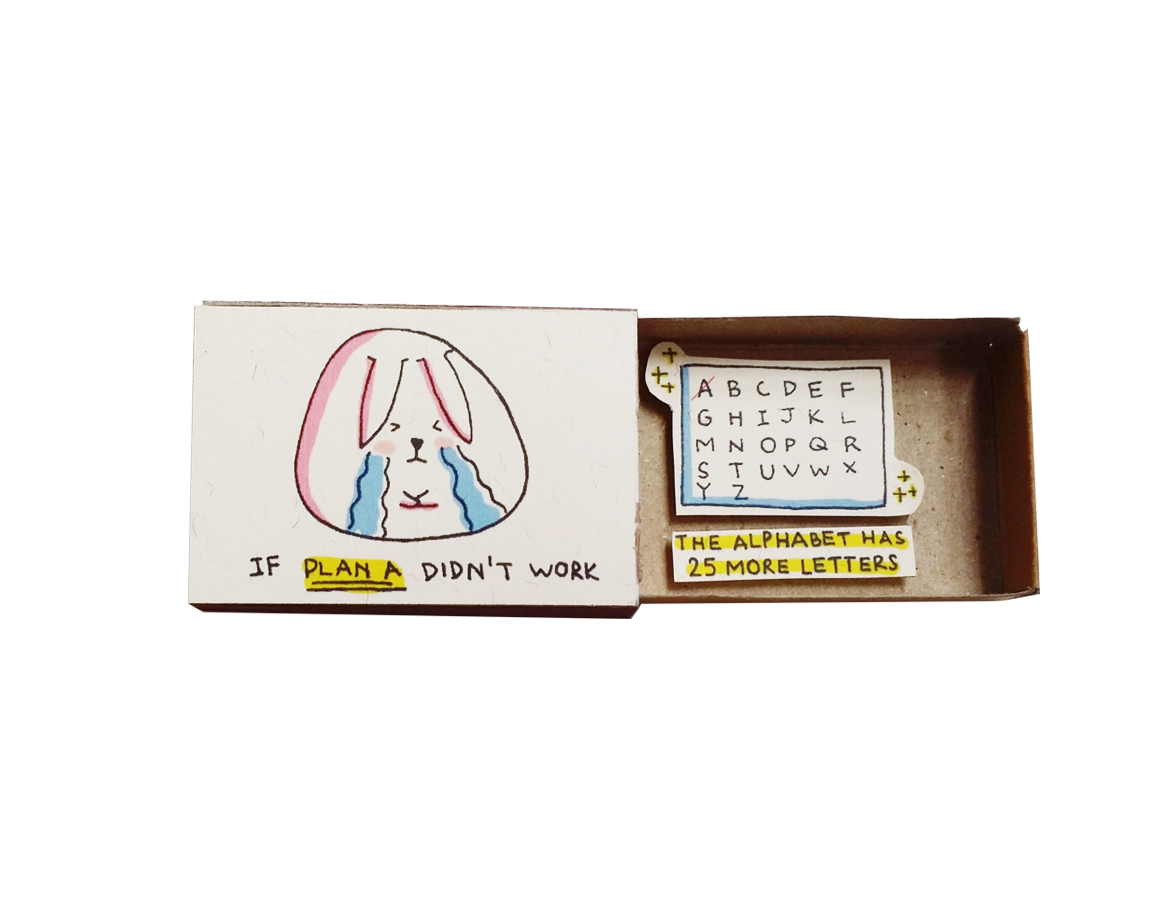 IF PLAN A DIDN'T WORK
A B C D E F
G H I J K L
M N O P Q R
S T U V W X
Y Z
THE ALPHABET HAS
25 MORE LETTERS